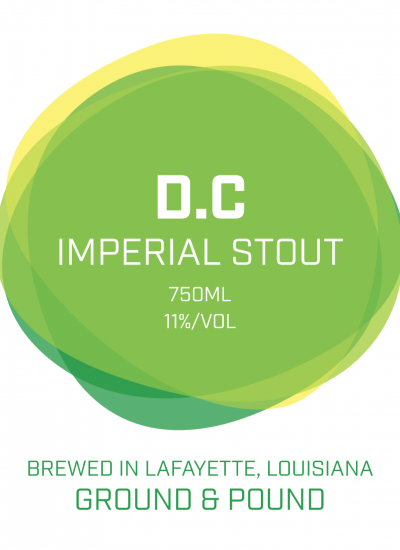 D.C
IMPERIAL STOUT
750ML
11%/VOL
BREWED IN LAFAYETTE, LOUISIANA
GROUND & POUND